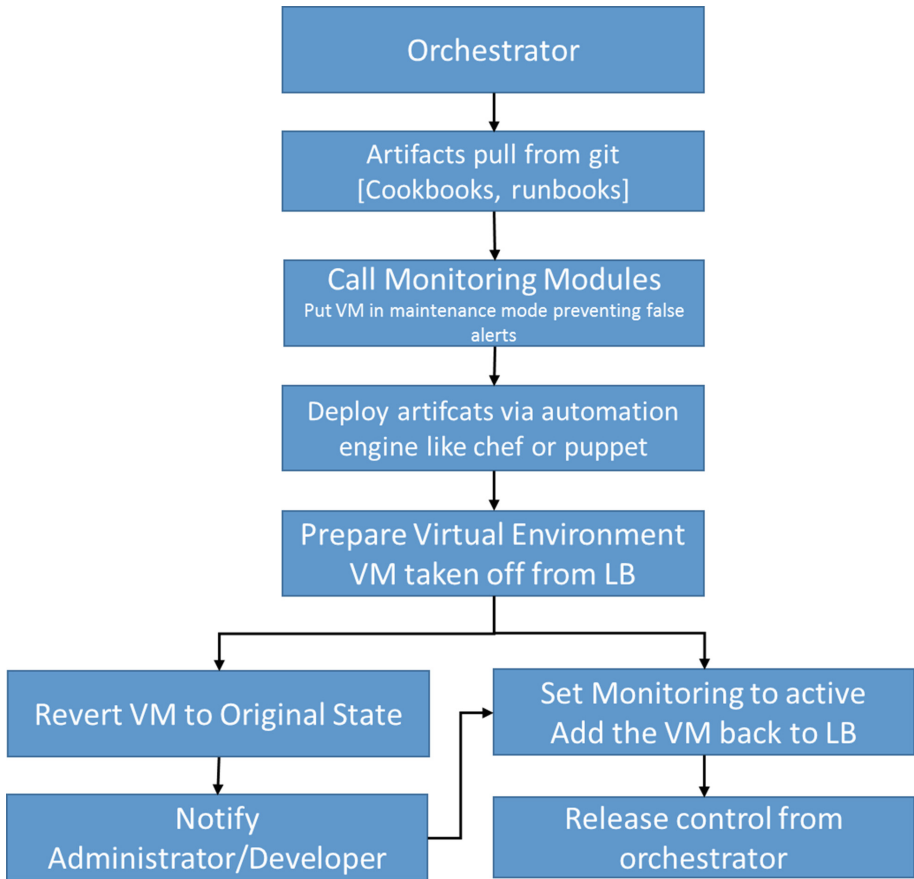 Orchestrator
Artifacts pull from git
[Cookbooks, runbooks]
Call Monitoring Modules
Put VM in maintenance mode preventing false
alerts
Deploy artifcats via automation
engine like chef or puppet
Prepare Virtual Environment
VM taken off from LB
Revert VM to Original State
Notify
Administrator/Developer
Set Monitoring to active
Add the VM back to LB
Release control from
orchestrator